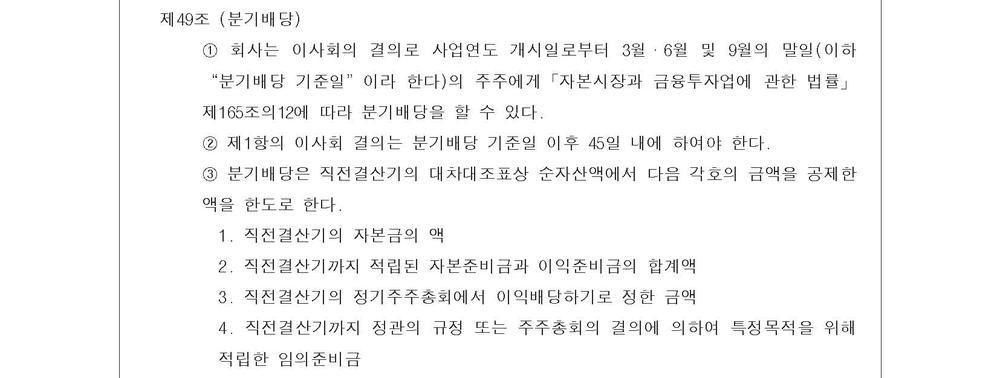 제49조 (분기배당)
① 회사는 이사회의 결의로 사업연도 개시일로부터 3월·6월 및 9월의 말일(이하
“분기배당 기준일”이라 한다)의 주주에게「자본시장과 금융투자업에 관한 법률」
제165조의12에 따라 분기배당을 할 수 있다.
② 제1항의 이사회 결의는 분기배당 기준일 이후 45일 내에 하여야 한다.
③ 분기배당은 직전결산기의 대차대조표상 순자산액에서 다음 각호의 금액을 공제한
액을 한도로 한다.
1. 직전결산기의 자본금의 액
2. 직전결산기까지 적립된 자본준비금과 이익준비금의 합계액
3. 직전결산기의 정기주주총회에서 이익배당하기로 정한 금액
4. 직전결산기까지 정관의 규정 또는 주주총회의 결의에 의하여 특정목적을 위해
적립한 임의준비금